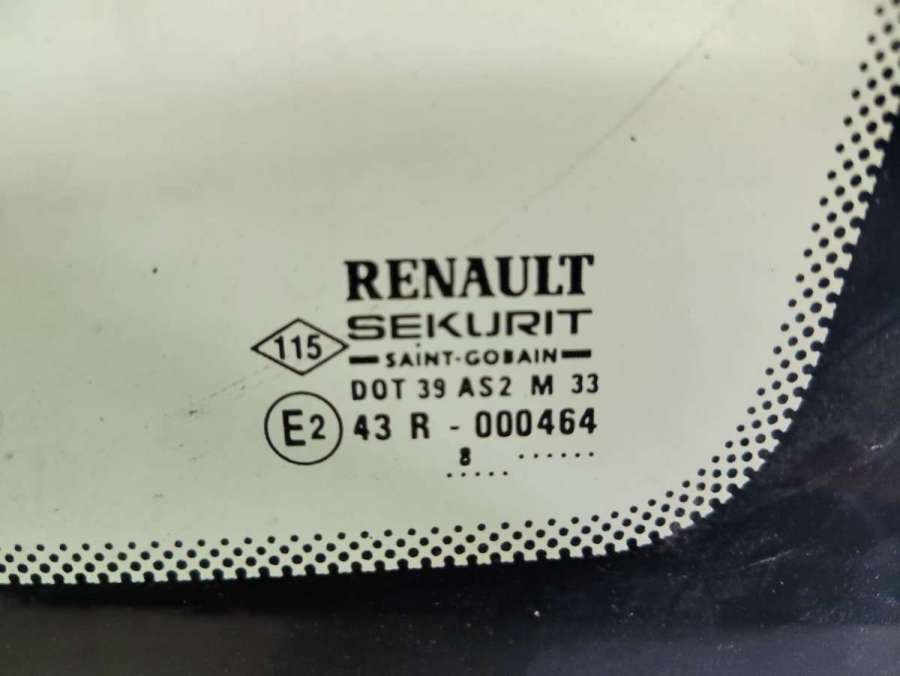 RENAULT
115
SEKURIT
SAINT-GOBAIN
DOT 39 AS2 M 33
E2
43 R - 000464
8 ......
.....